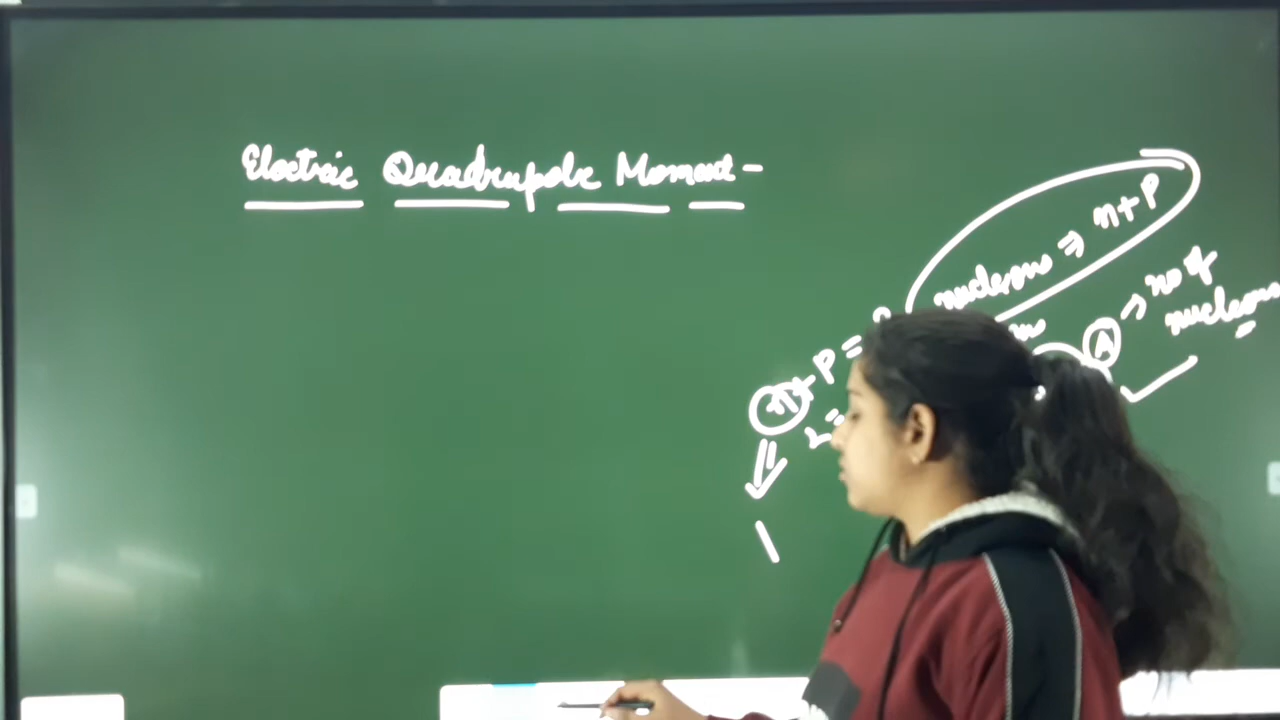 Electric Quadrupole Moment -
nucleons ⇒ n + P
A → no of
nucleons
n + P =